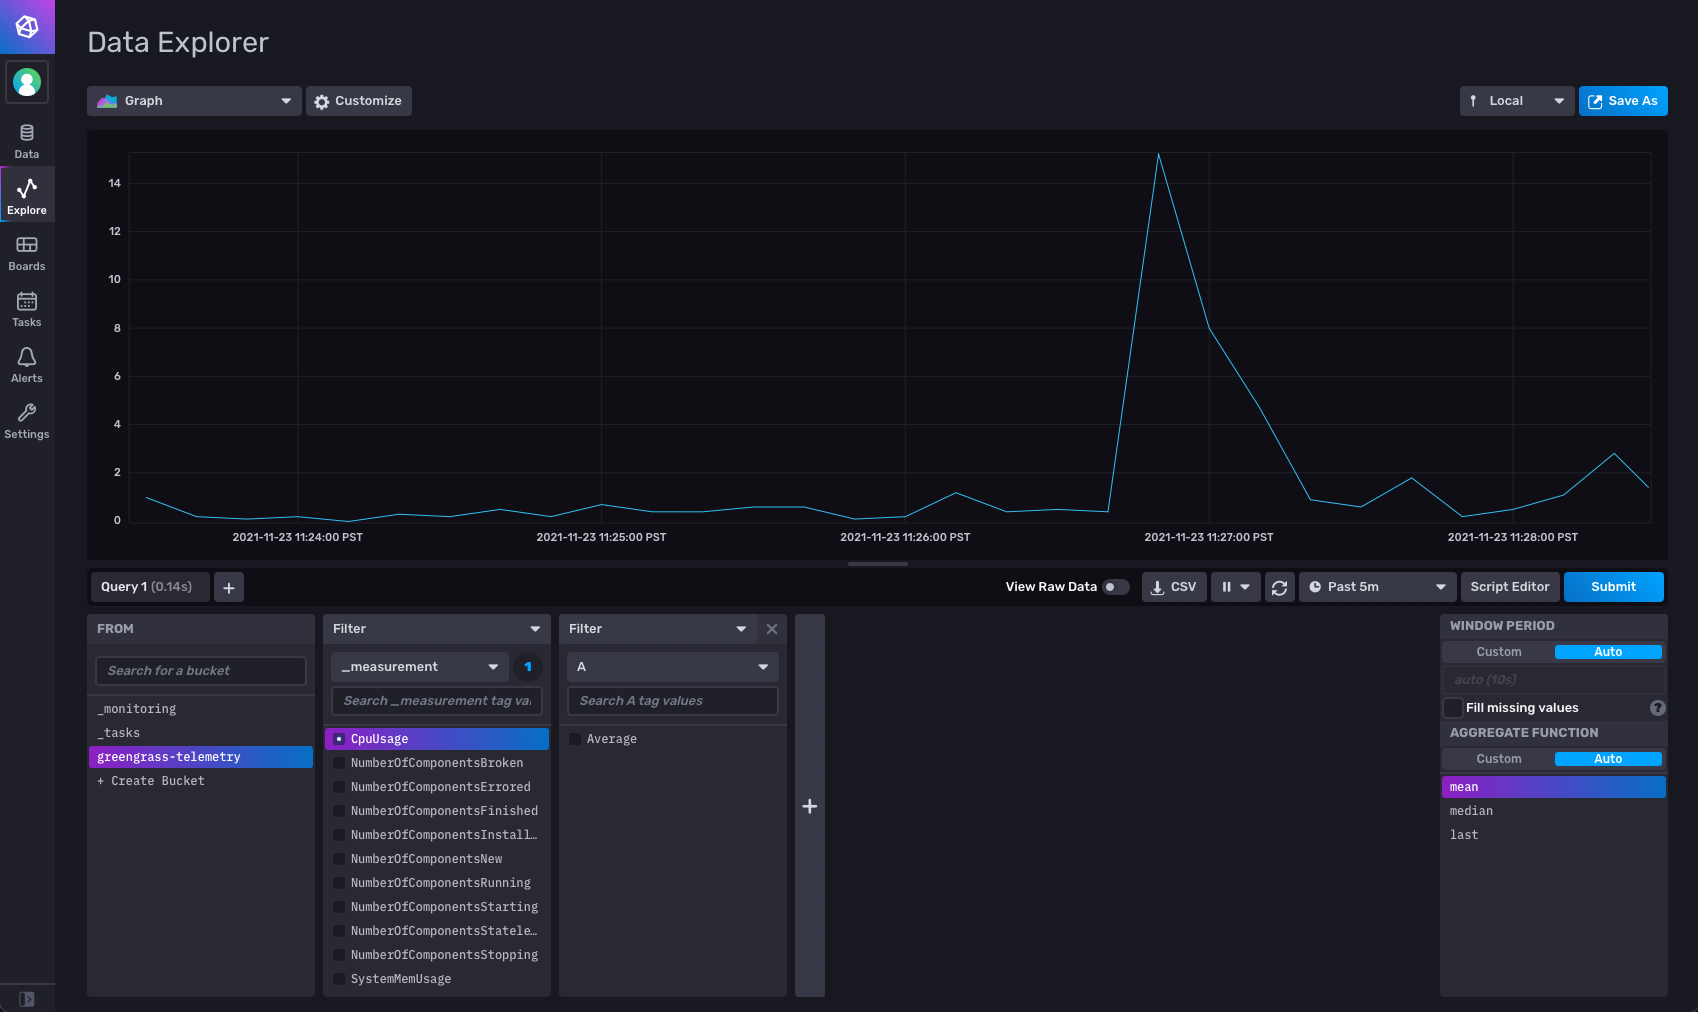 Data Explorer
Graph
Customize
Local
Save As
Data
Explore
Boards
Tasks
Alerts
Settings
14
12
10
8
6
4
2
0
2021-11-23 11:24:00 PST
2021-11-23 11:25:00 PST
2021-11-23 11:26:00 PST
2021-11-23 11:27:00 PST
2021-11-23 11:28:00 PST
Query 1 (0.14s)
+
View Raw Data
CSV
Past 5m
Script Editor
Submit
FROM
Search for a bucket
_monitoring
_tasks
greengrass-telemetry
+ Create Bucket
Filter
_measurement
1
Search _measurement tag va
CpuUsage
NumberOfComponentsBroken
NumberOfComponentsErrored
NumberOfComponentsFinished
NumberOfComponentsInstall…
NumberOfComponentsNew
NumberOfComponentsRunning
NumberOfComponentsStarting
NumberOfComponentsStatele…
NumberOfComponentsStopping
SystemMemUsage
Filter
A
Search A tag values
Average
+
WINDOW PERIOD
Custom
Auto
auto (10s)
Fill missing values
?
AGGREGATE FUNCTION
Custom
Auto
mean
median
last